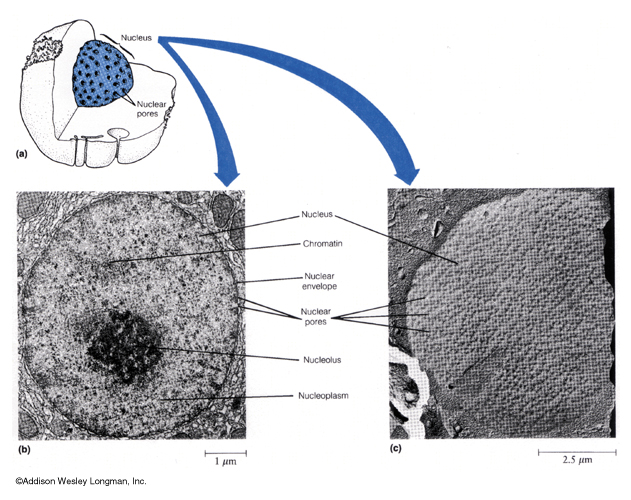 Nucleus
Nuclear
pores
(a)
Nucleus
Chromatin
Nuclear
envelope
Nuclear
pores
Nucleolus
Nucleoplasm
(b)
1 μm
(c)
2.5 μm
©Addison Wesley Longman, Inc.